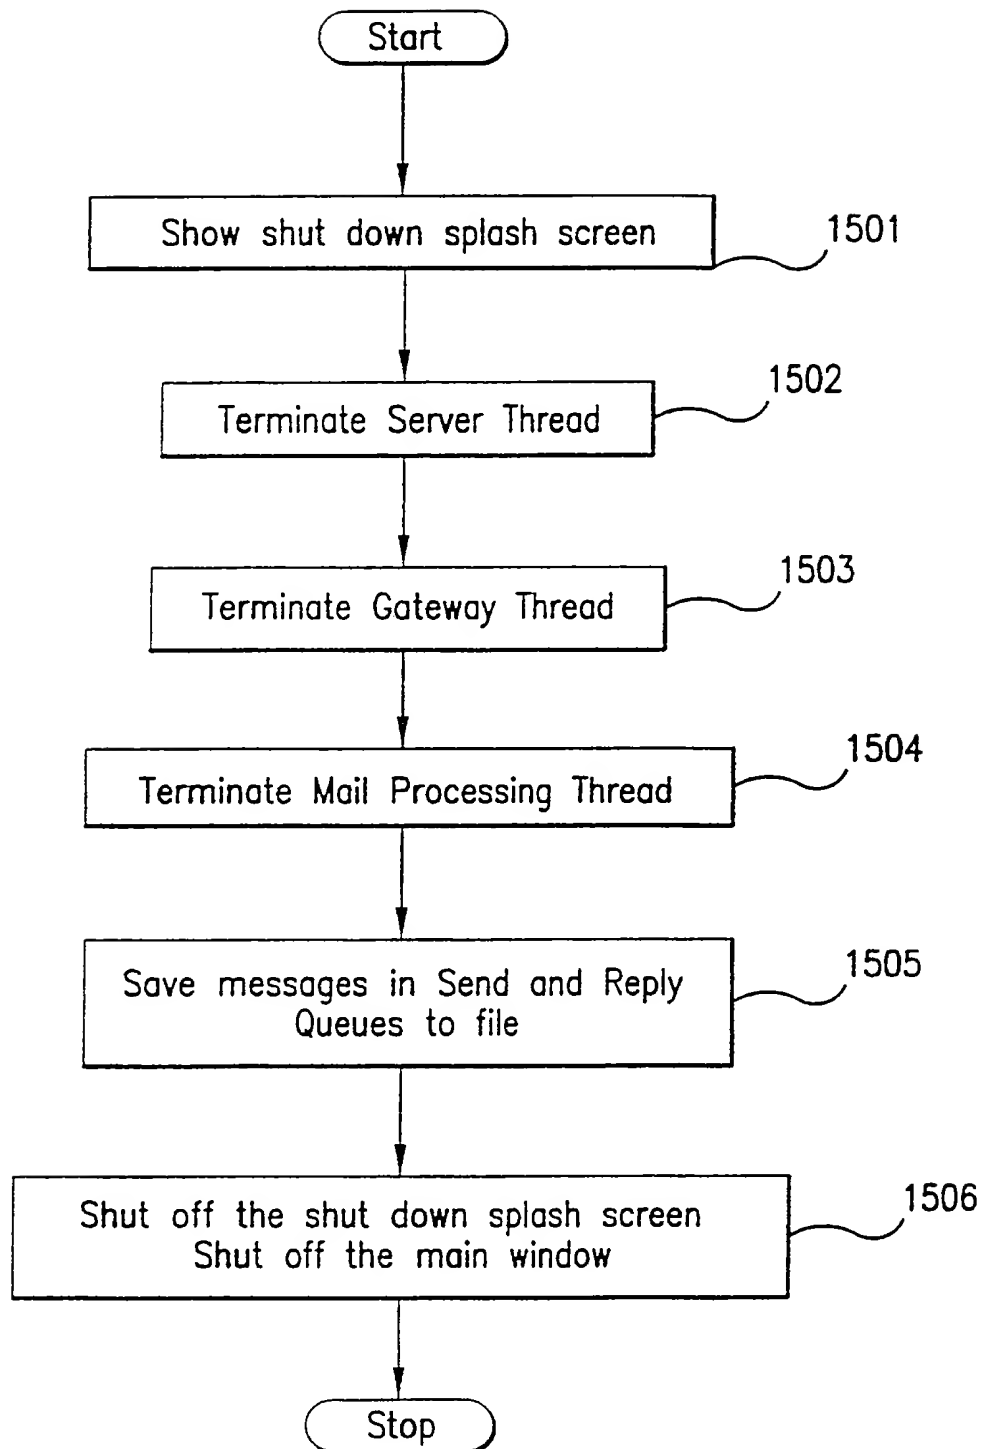 Start
Show shut down splash screen
1501
Terminate Server Thread
1502
Terminate Gateway Thread
1503
Terminate Mail Processing Thread
1504
Save messages in Send and Reply
Queues to file
1505
Shut off the shut down splash screen
Shut off the main window
1506
Stop